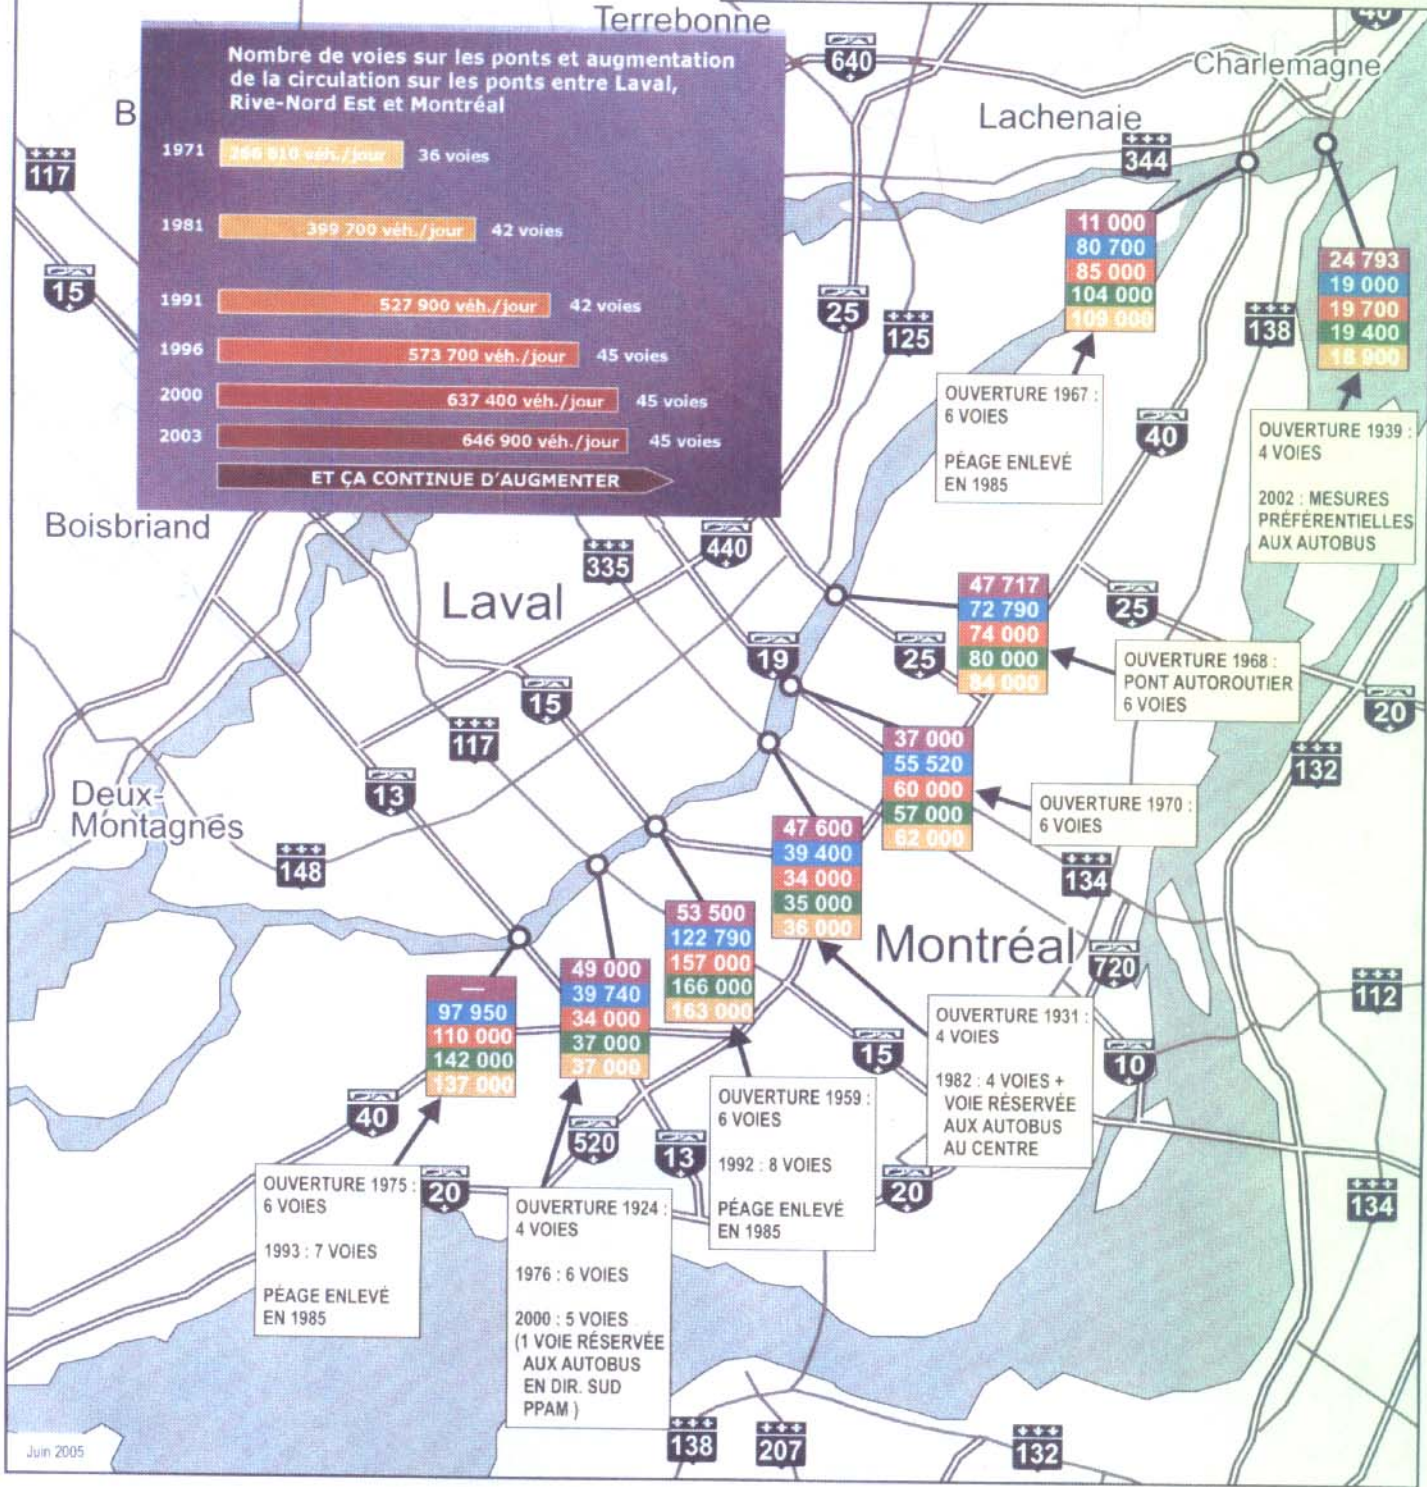 Terrebonne
Nombre de voies sur les ponts et augmentation
de la circulation sur les ponts entre Laval,
Rive-Nord Est et Montréal
1971 266 810 véh./jour 36 voies
1981 399 700 véh./jour 42 voies
1991 527 900 véh./jour 42 voies
1996 573 700 véh./jour 45 voies
2000 637 400 véh./jour 45 voies
2003 646 900 véh./jour 45 voies
ET ÇA CONTINUE D'AUGMENTER
B
640
40
Charlemagne
Lachenaie
344
117
15
25
125
138
40
11 000
80 700
85 000
104 000
109 000
24 793
19 000
19 700
19 400
18 900
OUVERTURE 1967 :
6 VOIES
PÉAGE ENLEVÉ
EN 1985
OUVERTURE 1939 :
4 VOIES
2002 : MESURES
PRÉFÉRENTIELLES
AUX AUTOBUS
Boisbriand
335
440
Laval
47 717
72 790
74 000
80 000
84 000
25
19
25
OUVERTURE 1968 :
PONT AUTOROUTIER
6 VOIES
20
15
117
13
132
Deux-
Montagnes
37 000
55 520
60 000
57 000
62 000
OUVERTURE 1970 :
6 VOIES
148
134
47 600
39 400
34 000
35 000
36 000
Montréal
53 500
122 790
157 000
166 000
163 000
49 000
39 740
34 000
37 000
37 000
—
97 950
110 000
142 000
137 000
720
112
15
10
OUVERTURE 1931 :
4 VOIES
1982 : 4 VOIES +
VOIE RÉSERVÉE
AUX AUTOBUS
AU CENTRE
40
520
13
20
20
134
OUVERTURE 1959 :
6 VOIES
1992 : 8 VOIES
PÉAGE ENLEVÉ
EN 1985
OUVERTURE 1975 :
6 VOIES
1993 : 7 VOIES
PÉAGE ENLEVÉ
EN 1985
OUVERTURE 1924 :
4 VOIES
1976 : 6 VOIES
2000 : 5 VOIES
(1 VOIE RÉSERVÉE
AUX AUTOBUS
EN DIR. SUD
PPAM )
138
207
132
Juin 2005